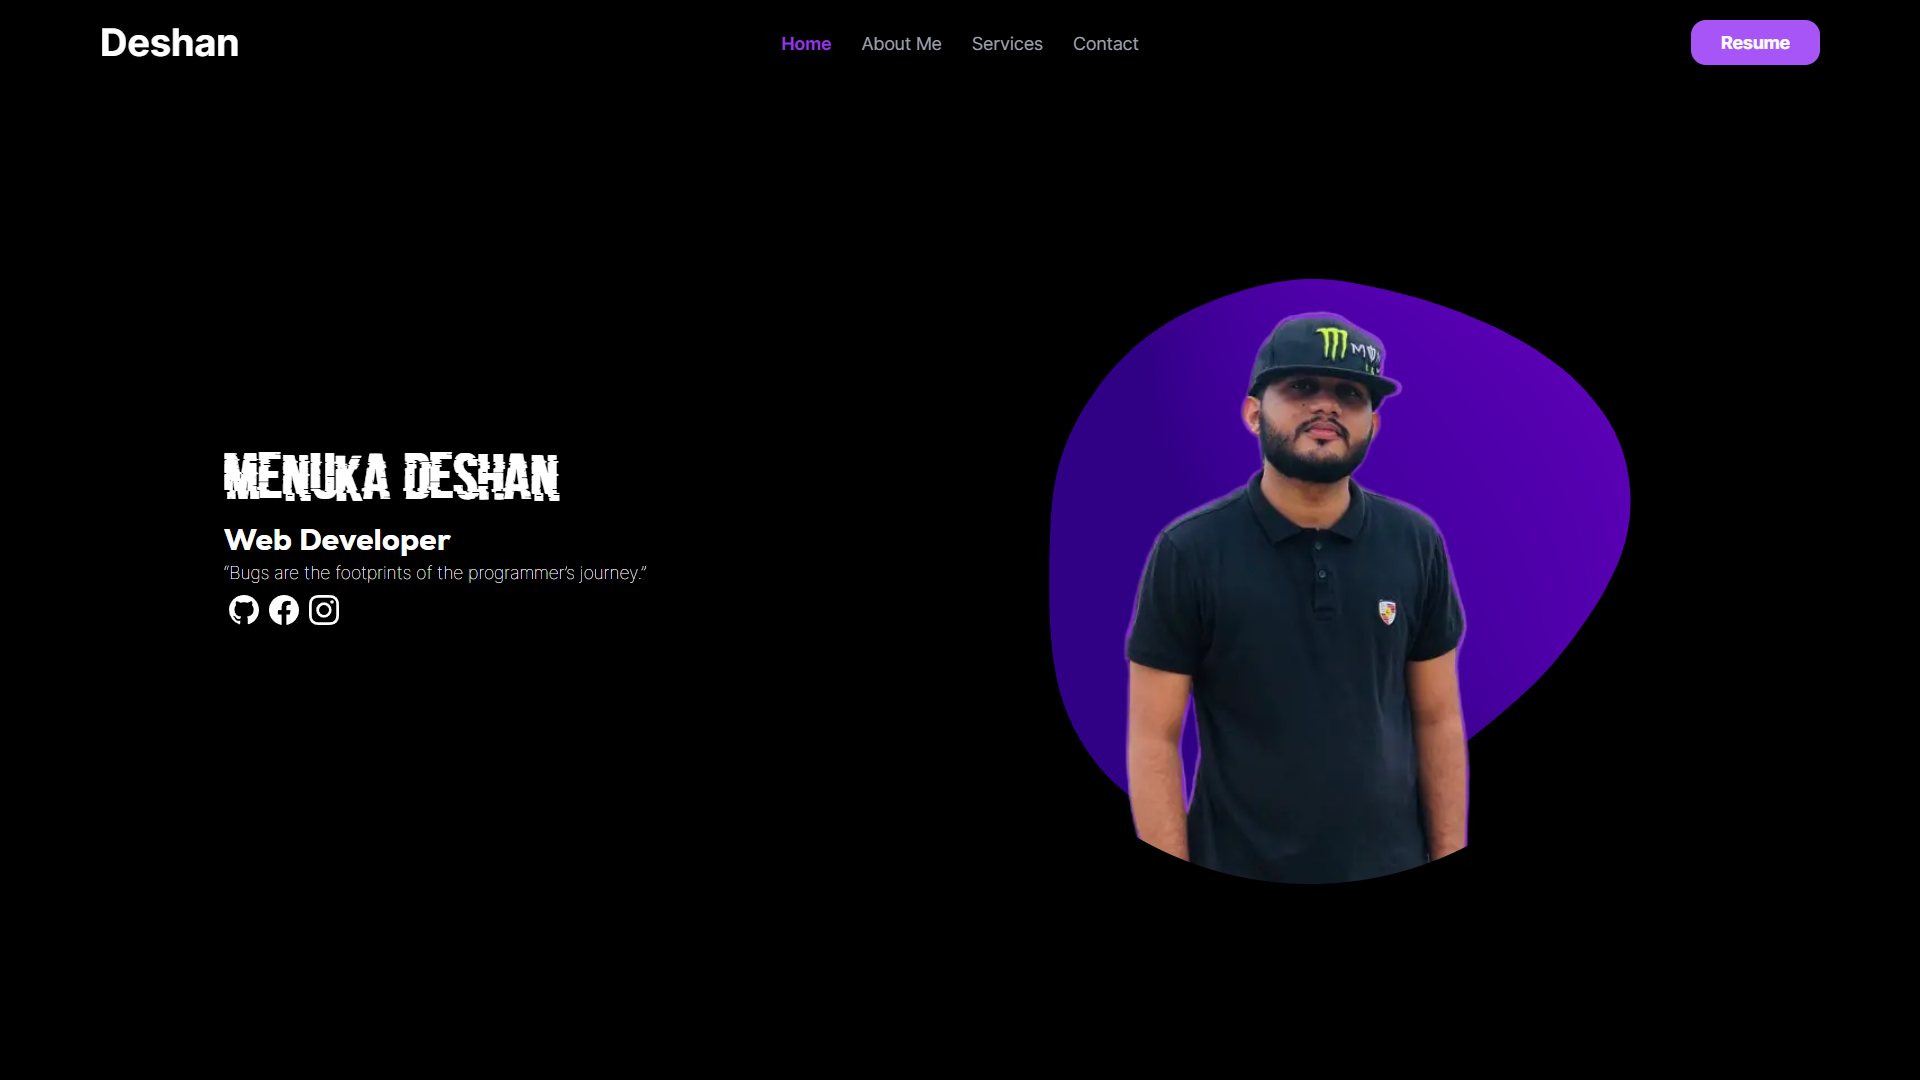 Deshan
Home About Me Services Contact
Resume
MENUKA DESHAN
Web Developer
“Bugs are the footprints of the programmer’s journey.”